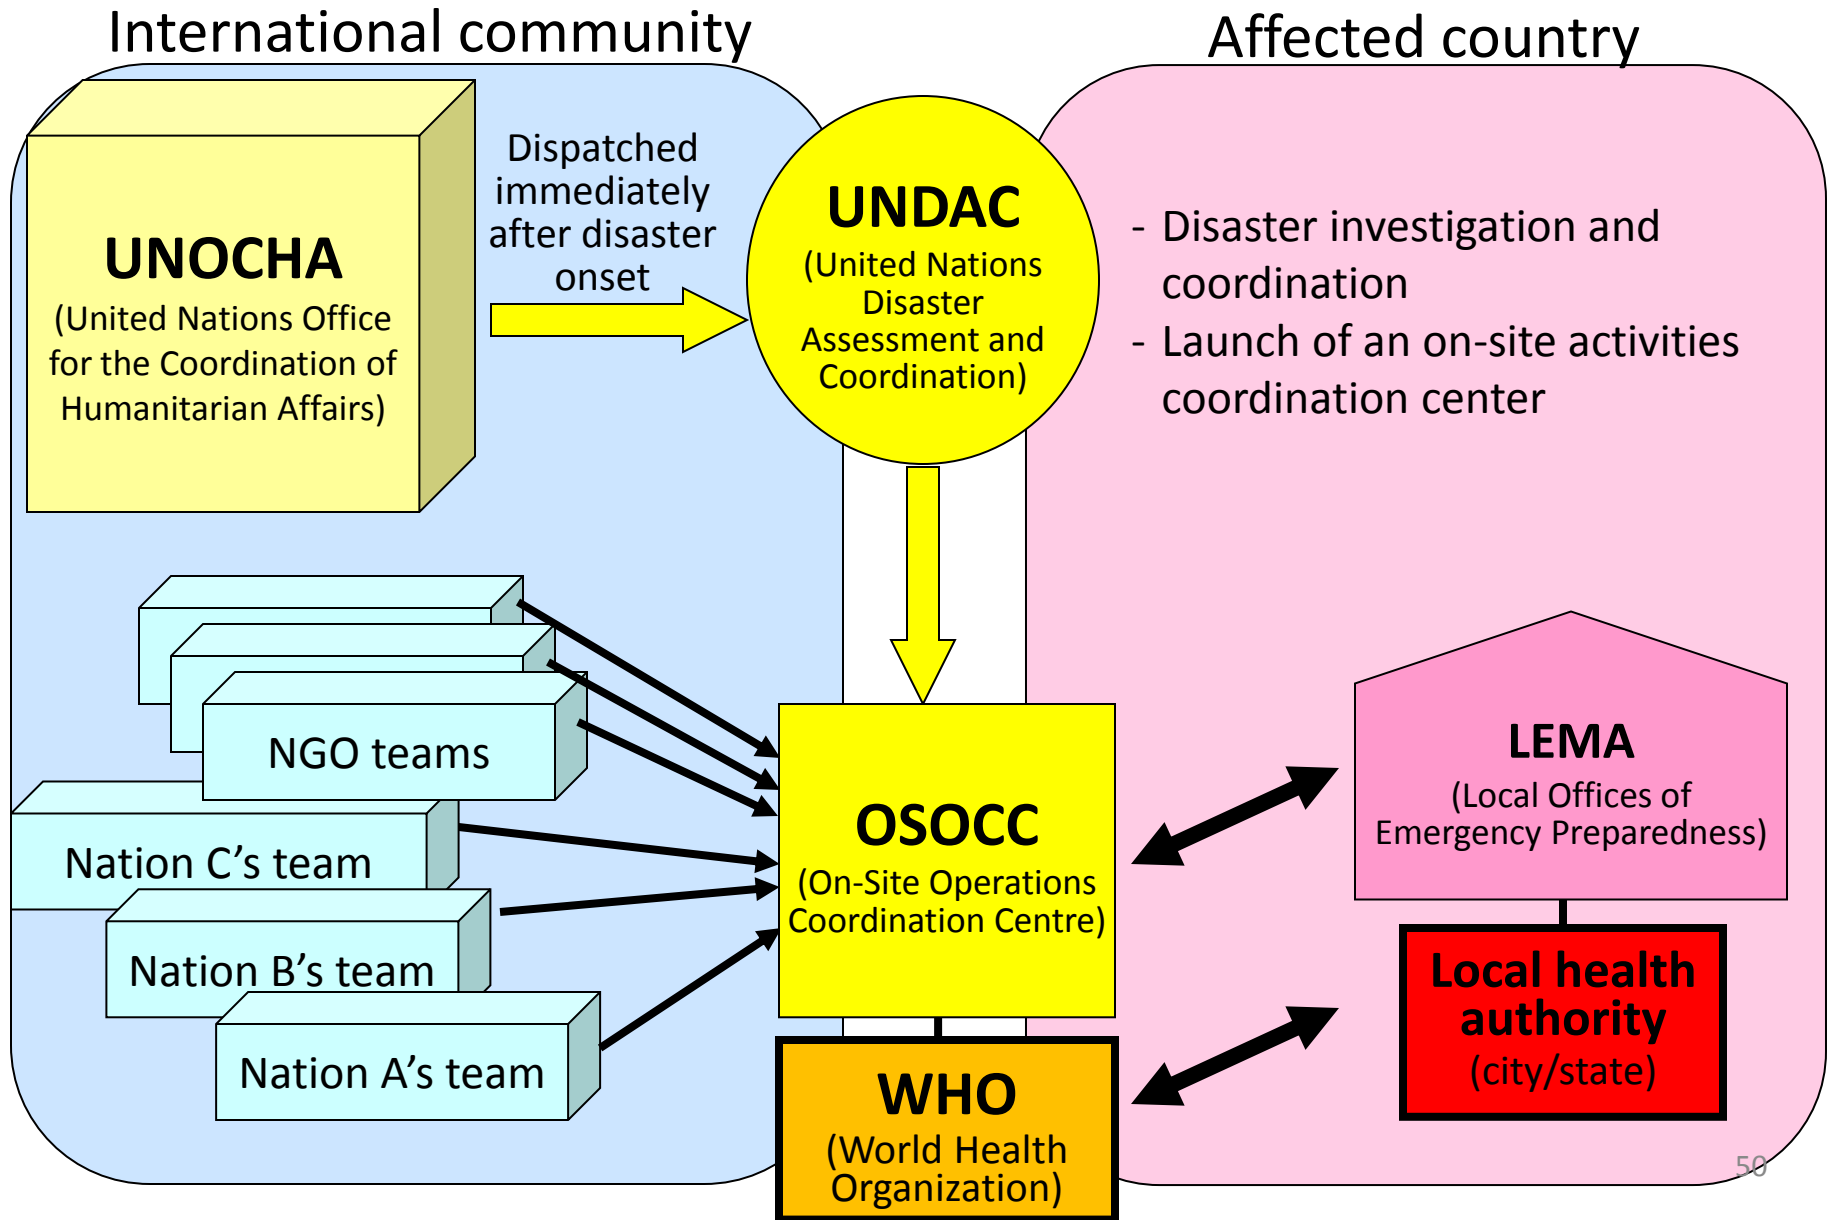 International community
Affected country
UNOCHA
(United Nations Office
for the Coordination of
Humanitarian Affairs)
Dispatched
immediately
after disaster
onset
UNDAC
(United Nations
Disaster
Assessment and
Coordination)
- Disaster investigation and
coordination
- Launch of an on-site activities
coordination center
NGO teams
Nation C’s team
Nation B’s team
Nation A’s team
OSOCC
(On-Site Operations
Coordination Centre)
WHO
(World Health
Organization)
LEMA
(Local Offices of
Emergency Preparedness)
Local health
authority
(city/state)
50